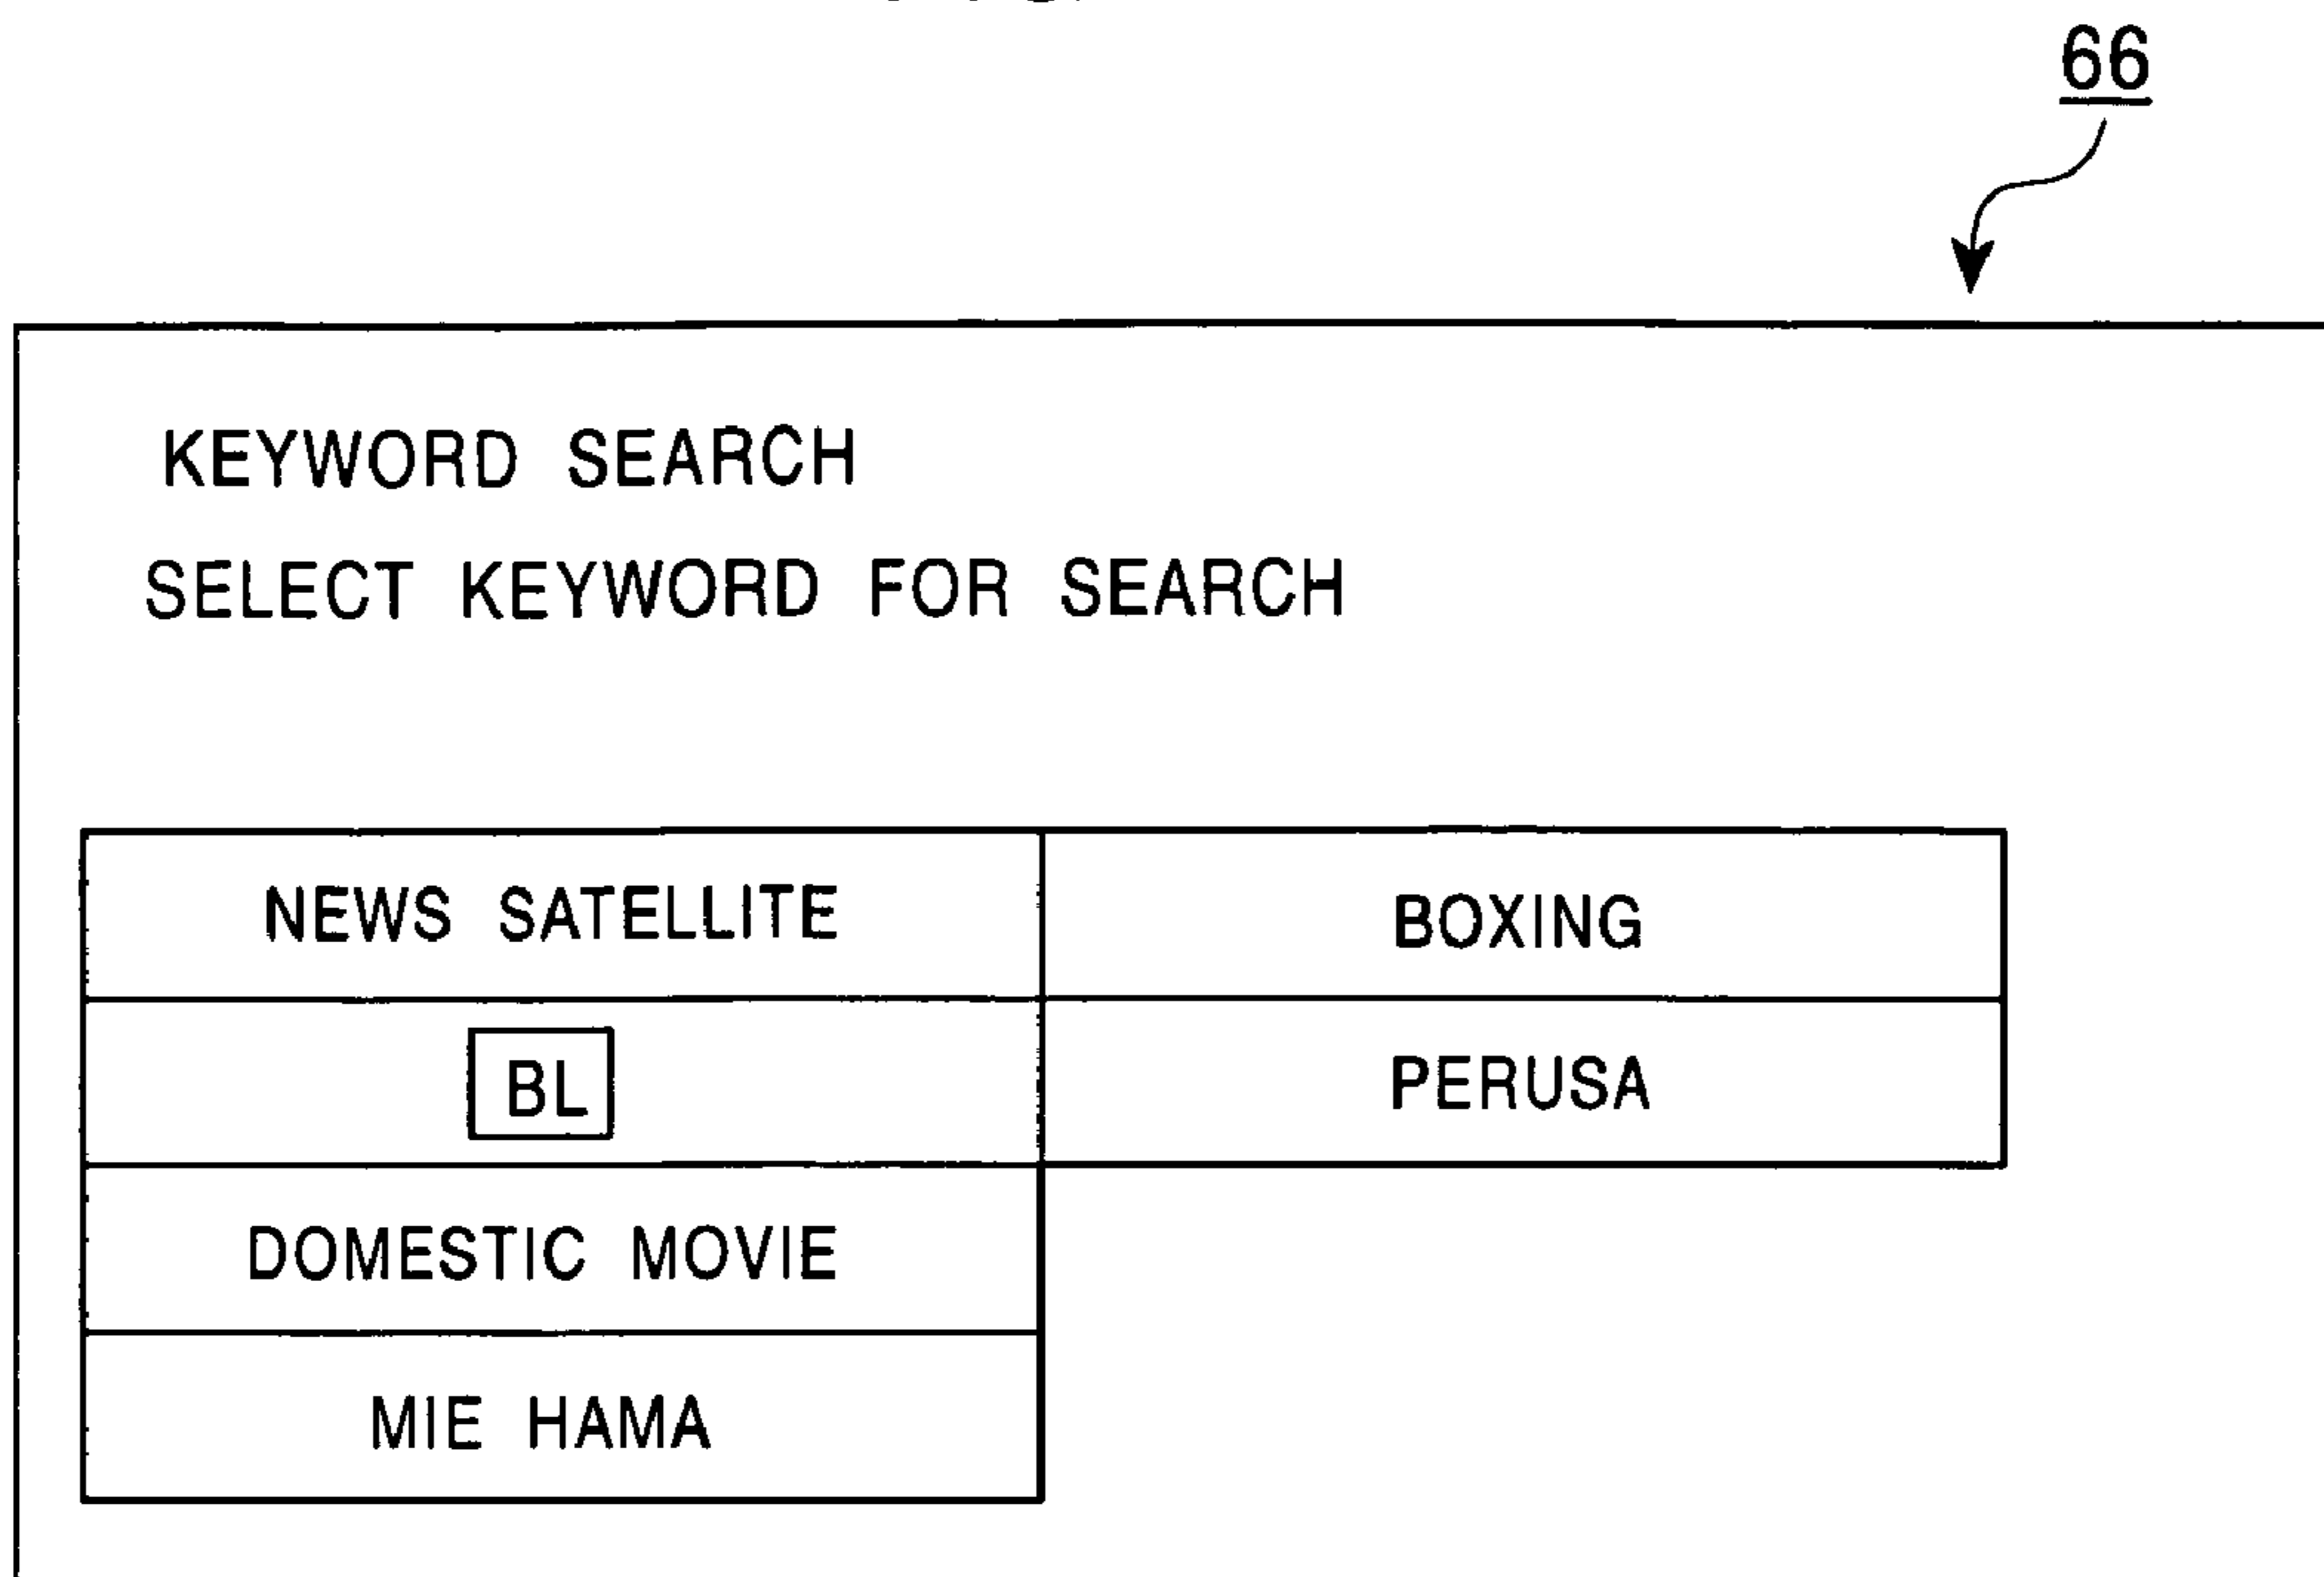 66
KEYWORD SEARCH
SELECT KEYWORD FOR SEARCH
NEWS SATELLITE BOXING
BL PERUSA
DOMESTIC MOVIE
MIE HAMA